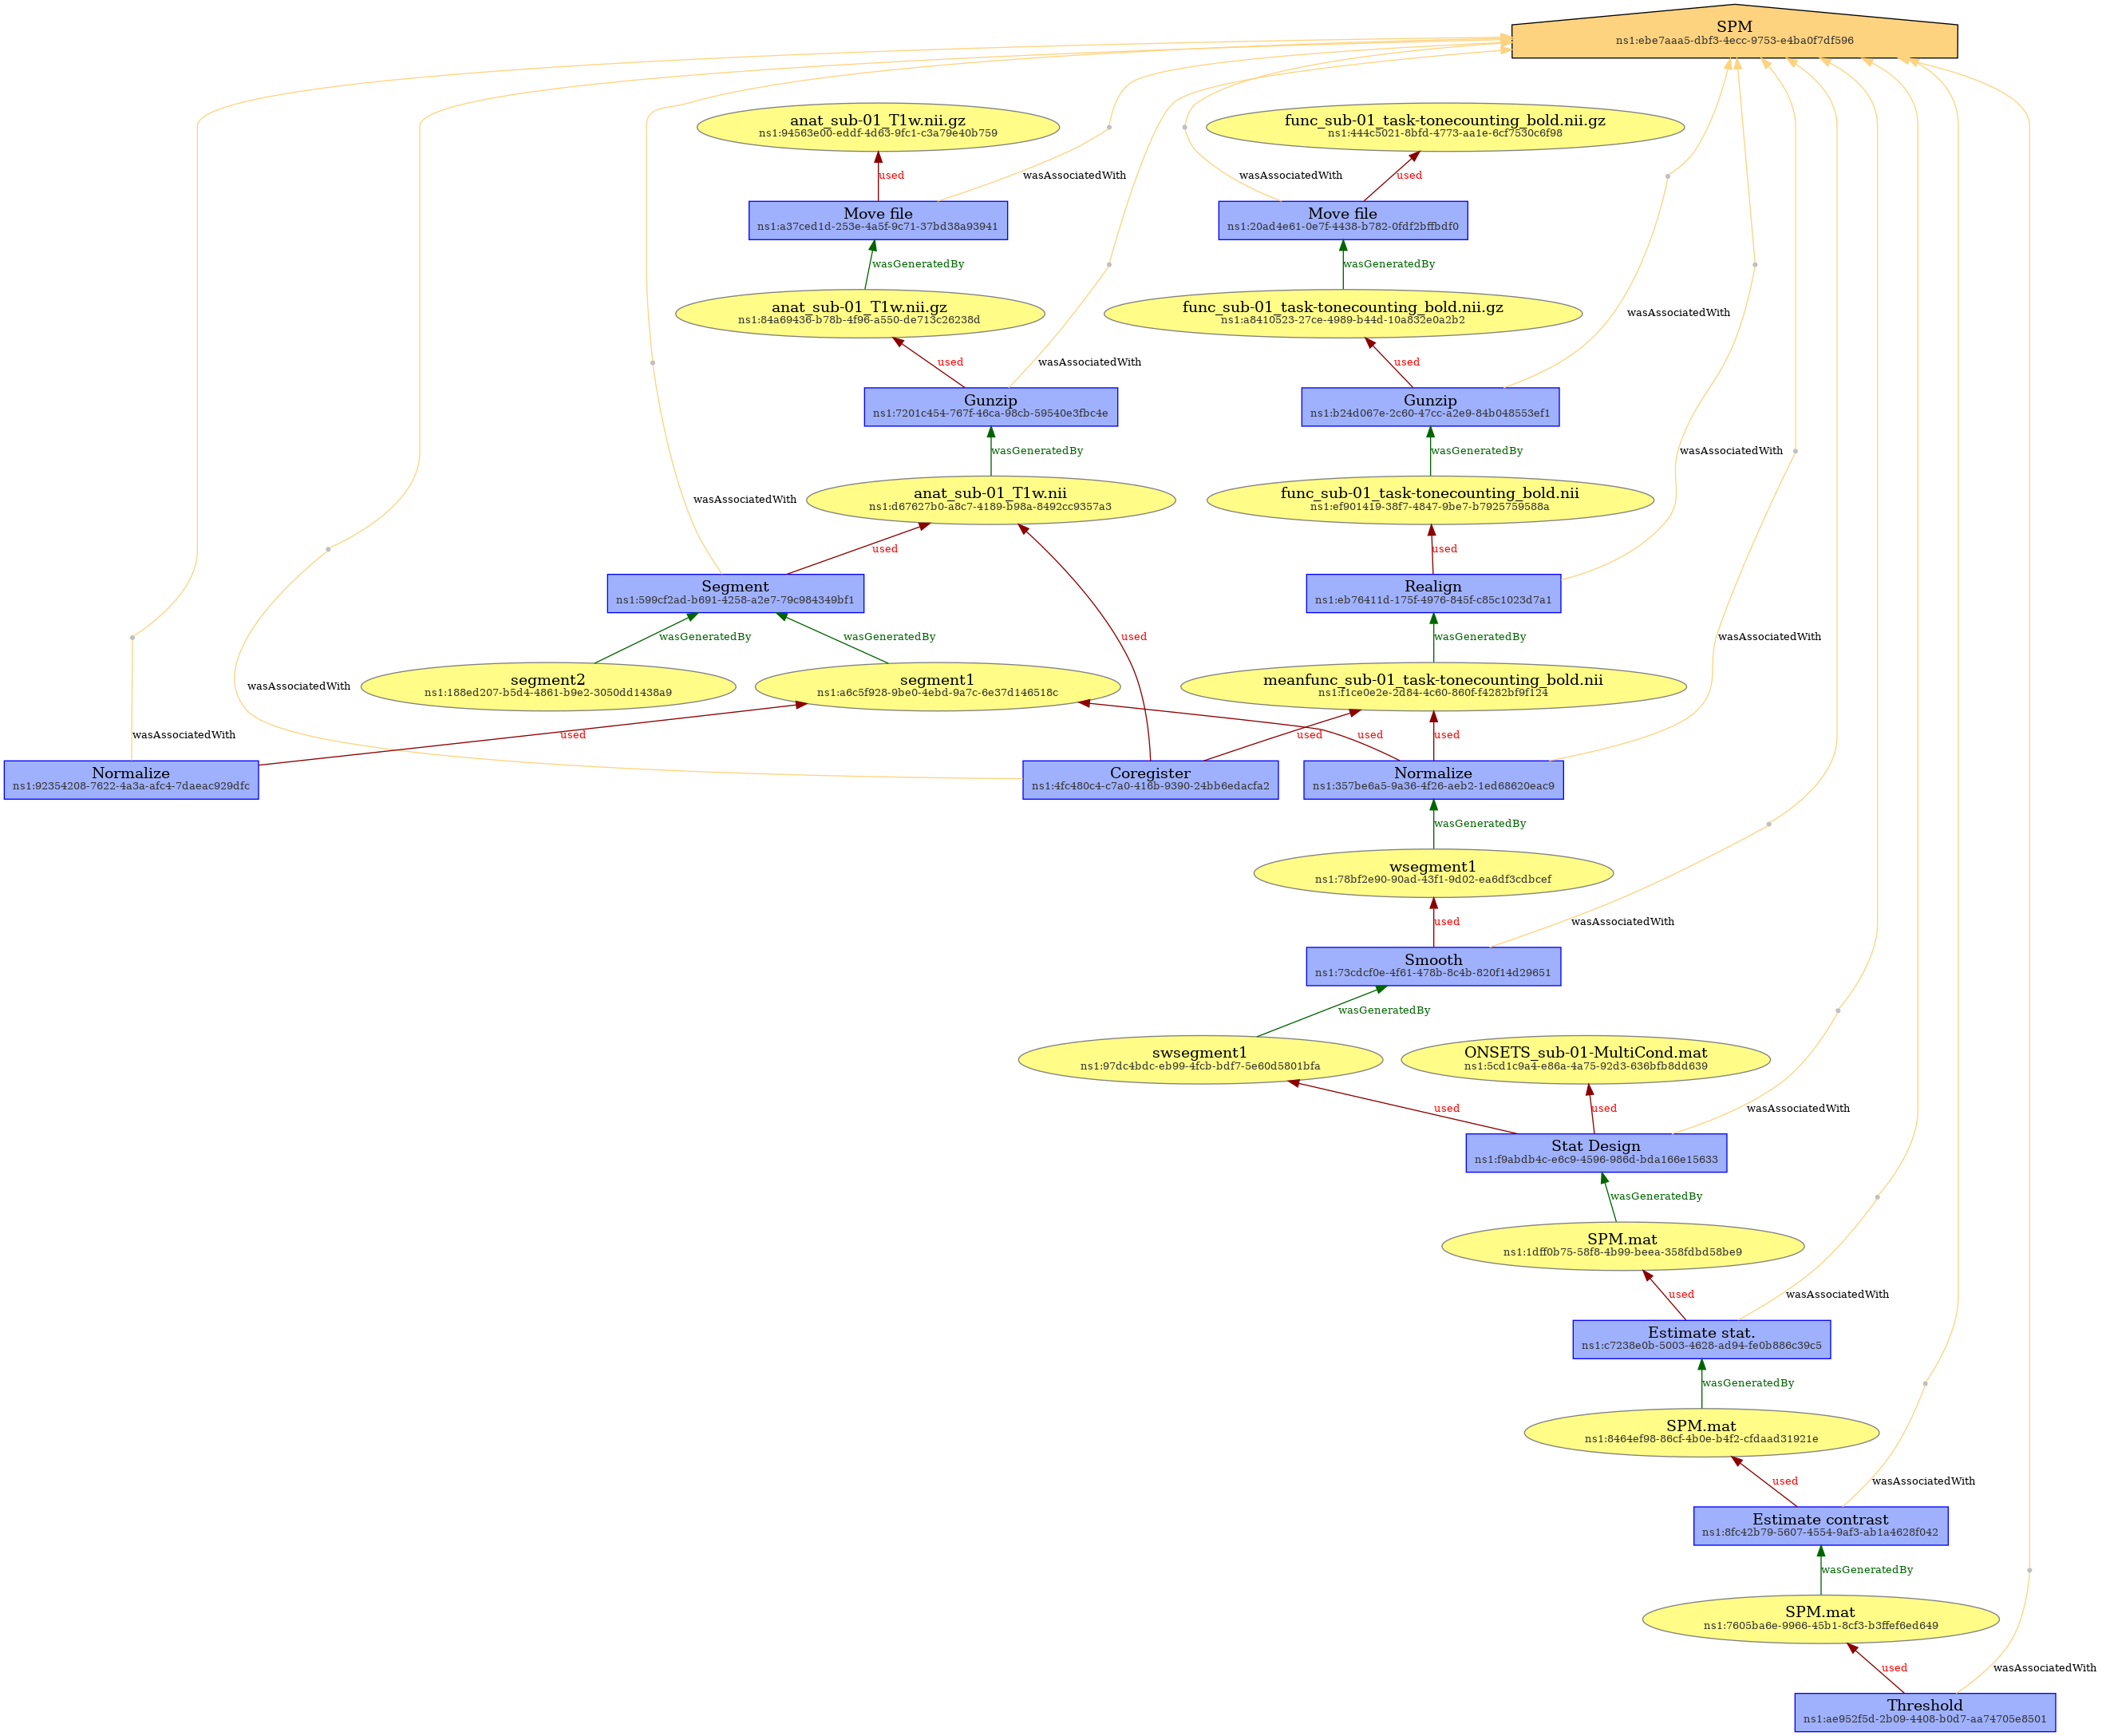 SPM
ns1:ebe7aaa5-dbf3-4ecc-9753-e4ba0f7df596
anat_sub-01_T1w.nii.gz
ns1:94563e00-eddf-4d63-9fc1-c3a79e40b759
func_sub-01_task-tonecounting_bold.nii.gz
ns1:444c5021-8bfd-4773-aa1e-6cf7530c6f98
used
wasAssociatedWith
wasAssociatedWith
used
Move file
ns1:a37ced1d-253e-4a5f-9c71-37bd38a93941
Move file
ns1:20ad4e61-0e7f-4438-b782-0fdf2bffbdf0
wasGeneratedBy
wasGeneratedBy
anat_sub-01_T1w.nii.gz
ns1:84a69436-b78b-4f96-a550-de713c26238d
func_sub-01_task-tonecounting_bold.nii.gz
ns1:a8410523-27ce-4989-b44d-10a832e0a2b2
wasAssociatedWith
used
wasAssociatedWith
used
Gunzip
ns1:7201c454-767f-46ca-98cb-59540e3fbc4e
Gunzip
ns1:b24d067e-2c60-47cc-a2e9-84b048553ef1
wasGeneratedBy
wasGeneratedBy
wasAssociatedWith
wasAssociatedWith
anat_sub-01_T1w.nii
ns1:d67627b0-a8c7-4189-b98a-8492cc9357a3
func_sub-01_task-tonecounting_bold.nii
ns1:ef901419-38f7-4847-9be7-b7925759588a
used
used
Segment
ns1:599cf2ad-b691-4258-a2e7-79c984349bf1
Realign
ns1:eb76411d-175f-4976-845f-c85c1023d7a1
wasGeneratedBy
wasGeneratedBy
used
wasGeneratedBy
wasAssociatedWith
wasAssociatedWith
segment2
ns1:188ed207-b5d4-4861-b9e2-3050dd1438a9
segment1
ns1:a6c5f928-9be0-4ebd-9a7c-6e37d146518c
meanfunc_sub-01_task-tonecounting_bold.nii
ns1:f1ce0e2e-2d84-4c60-860f-f4282bf9f124
wasAssociatedWith
used
used
used
used
Normalize
ns1:92354208-7622-4a3a-afc4-7daeac929dfc
Coregister
ns1:4fc480c4-c7a0-416b-9390-24bb6edacfa2
Normalize
ns1:357be6a5-9a36-4f26-aeb2-1ed68620eac9
wasGeneratedBy
wsegment1
ns1:78bf2e90-90ad-43f1-9d02-ea6df3cdbcef
used
wasAssociatedWith
Smooth
ns1:73cdcf0e-4f61-478b-8c4b-820f14d29651
wasGeneratedBy
swsegment1
ns1:97dc4bdc-eb99-4fcb-bdf7-5e60d5801bfa
ONSETS_sub-01-MultiCond.mat
ns1:5cd1c9a4-e86a-4a75-92d3-636bfb8dd639
used
used
wasAssociatedWith
Stat Design
ns1:f9abdb4c-e6c9-4596-986d-bda166e15633
wasGeneratedBy
SPM.mat
ns1:1dff0b75-58f8-4b99-beea-358fdbd58be9
used
wasAssociatedWith
Estimate stat.
ns1:c7238e0b-5003-4628-ad94-fe0b886c39c5
wasGeneratedBy
SPM.mat
ns1:8464ef98-86cf-4b0e-b4f2-cfdaad31921e
used
wasAssociatedWith
Estimate contrast
ns1:8fc42b79-5607-4554-9af3-ab1a4628f042
wasGeneratedBy
SPM.mat
ns1:7605ba6e-9966-45b1-8cf3-b3ffef6ed649
used
wasAssociatedWith
Threshold
ns1:ae952f5d-2b09-4408-b0d7-aa74705e8501